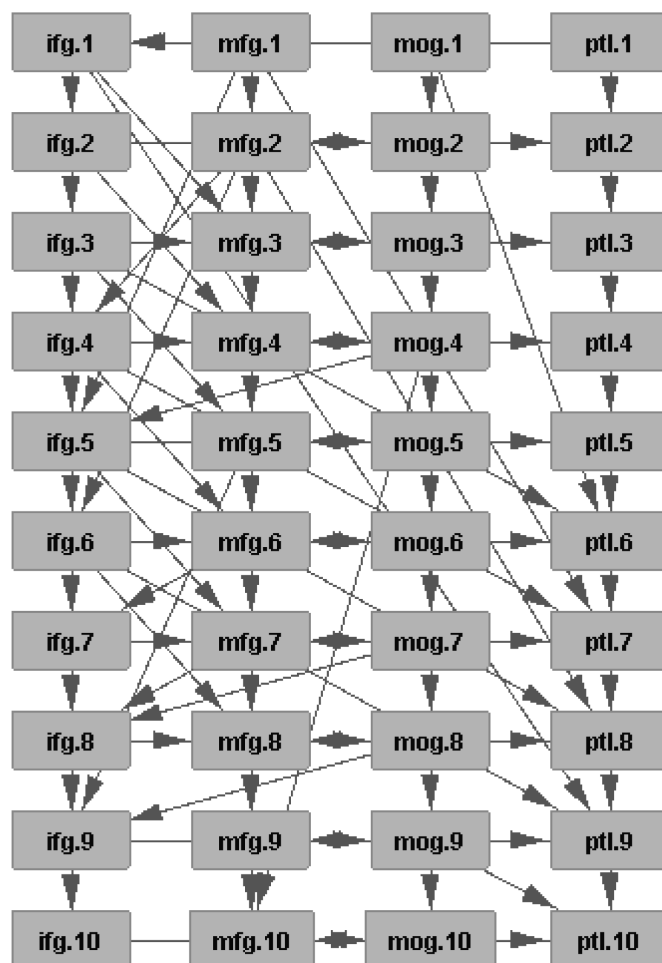 ifg.1 mfg.1 mog.1 ptl.1
ifg.2 mfg.2 mog.2 ptl.2
ifg.3 mfg.3 mog.3 ptl.3
ifg.4 mfg.4 mog.4 ptl.4
ifg.5 mfg.5 mog.5 ptl.5
ifg.6 mfg.6 mog.6 ptl.6
ifg.7 mfg.7 mog.7 ptl.7
ifg.8 mfg.8 mog.8 ptl.8
ifg.9 mfg.9 mog.9 ptl.9
ifg.10 mfg.10 mog.10 ptl.10